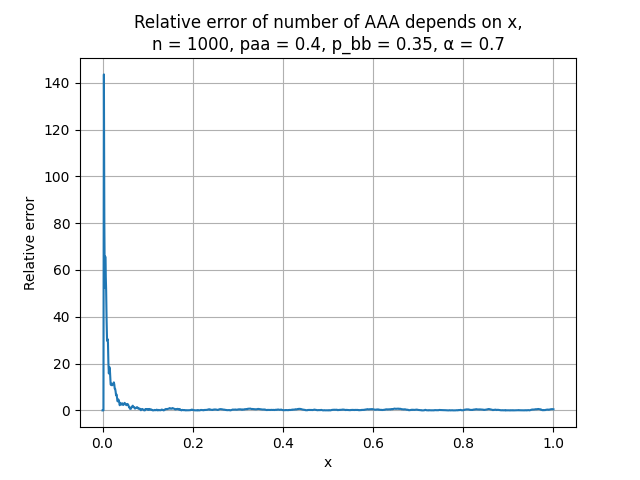 Relative error of number of AAA depends on x,
n = 1000, paa = 0.4, p_bb = 0.35, α = 0.7
140
120
100
80
60
40
20
0
Relative error
0.0 0.2 0.4 0.6 0.8 1.0
x